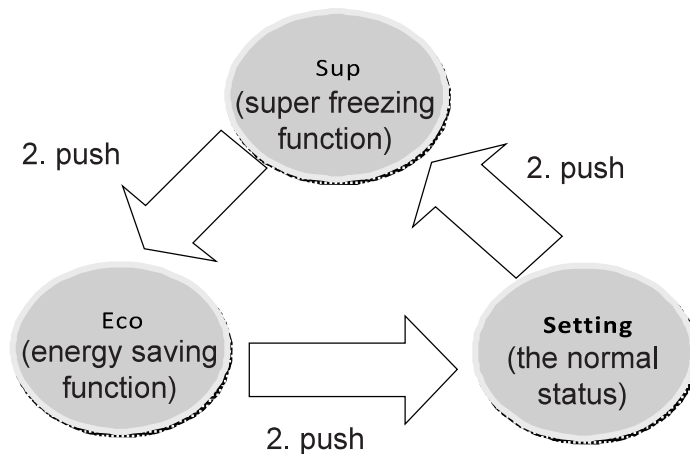 Sup
(super freezing
function)
2. push
2. push
Eco
(energy saving
function)
Setting
(the normal
status)
2. push